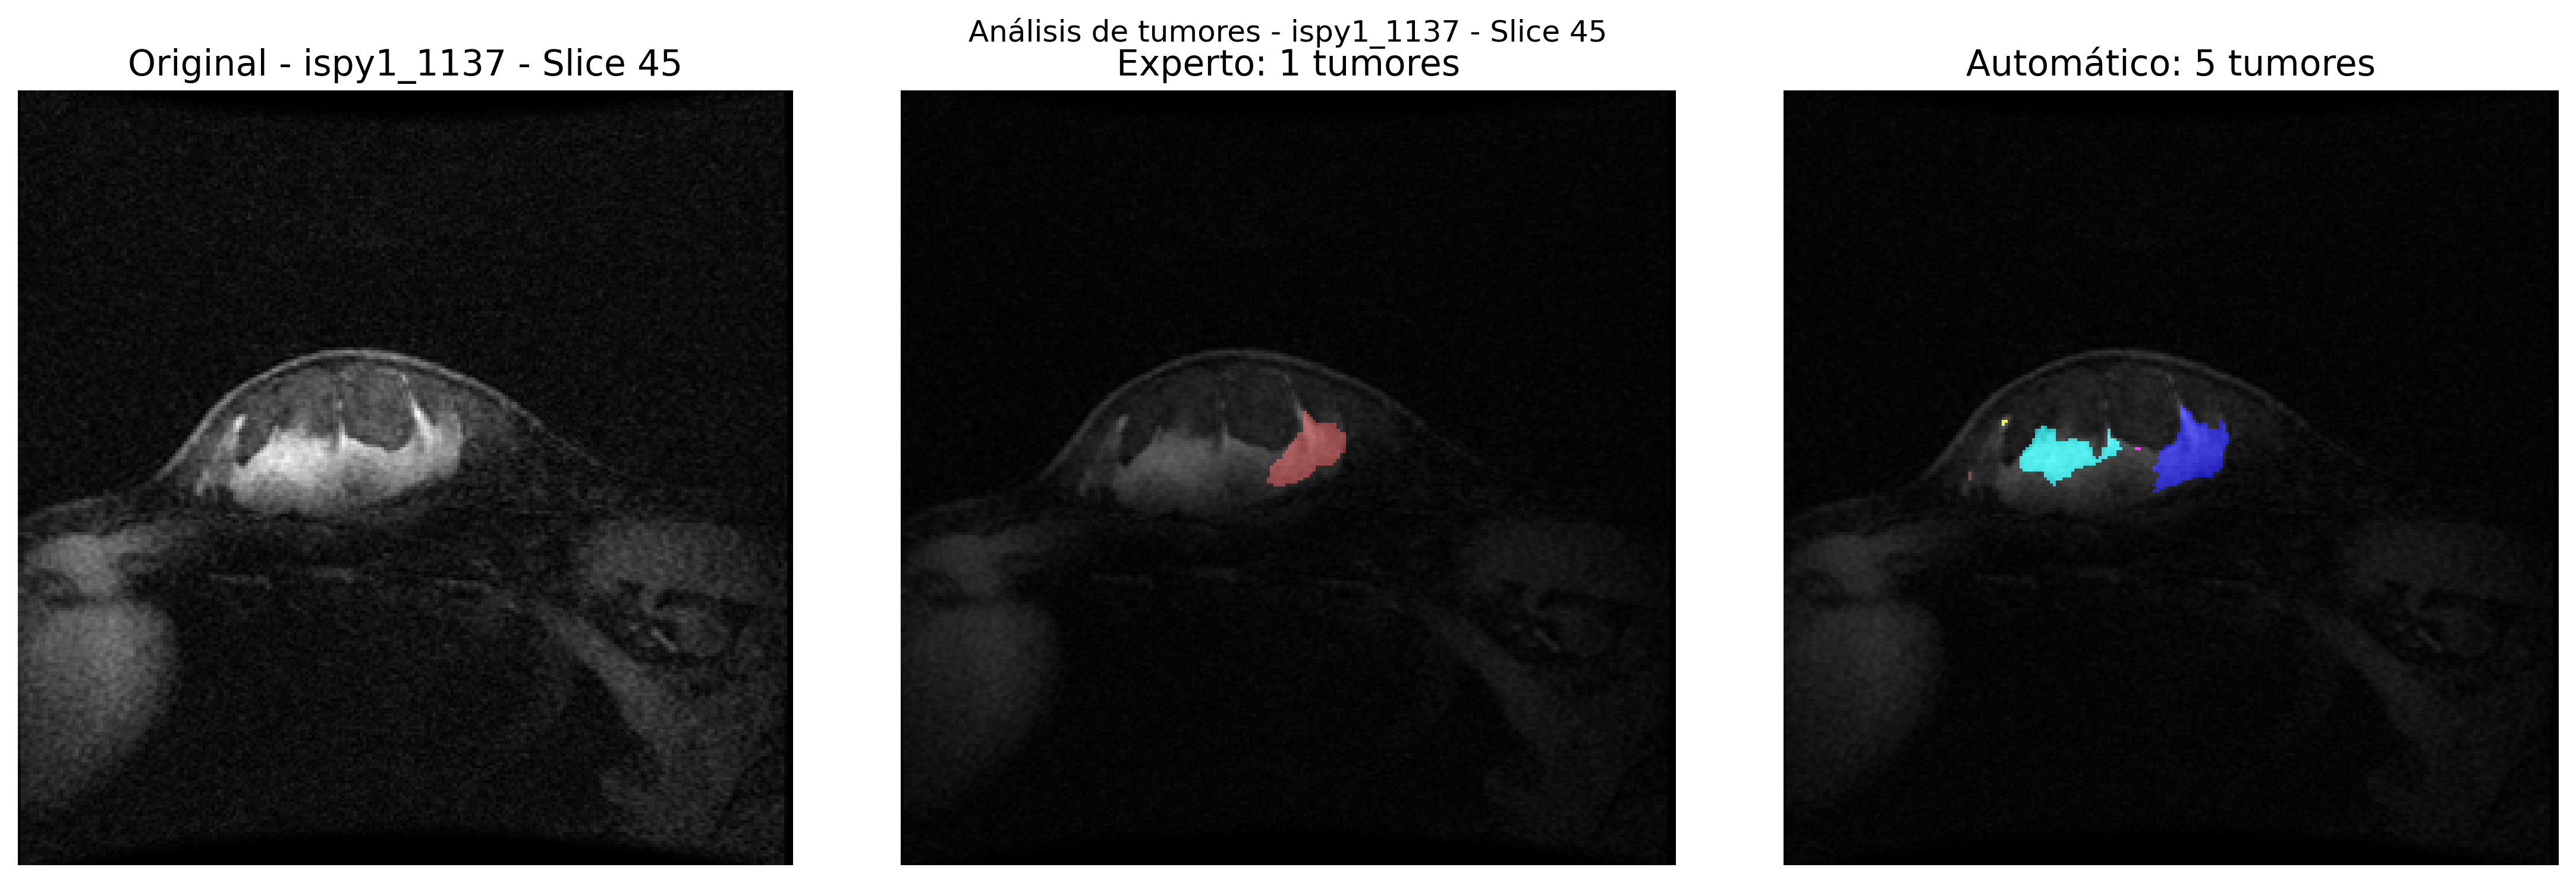 Análisis de tumores - ispy1_1137 - Slice 45
Original - ispy1_1137 - Slice 45
Experto: 1 tumores
Automático: 5 tumores